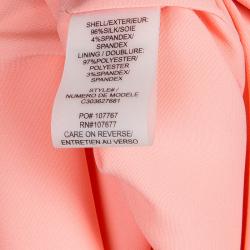 SHELL/EXTERIEUR:
96%SILK/SOIE
4%SPANDEX/
SPANDEX
LINING / DOUBLURE:
97%POLYESTER/
POLYESTER
3%SPANDEX/
SPANDEX
STYLE#/
NUMERO DE MODELE
C303627681
PO# 107767
RN#107677
CARE ON REVERSE/
ENTRETIEN AU VERSO